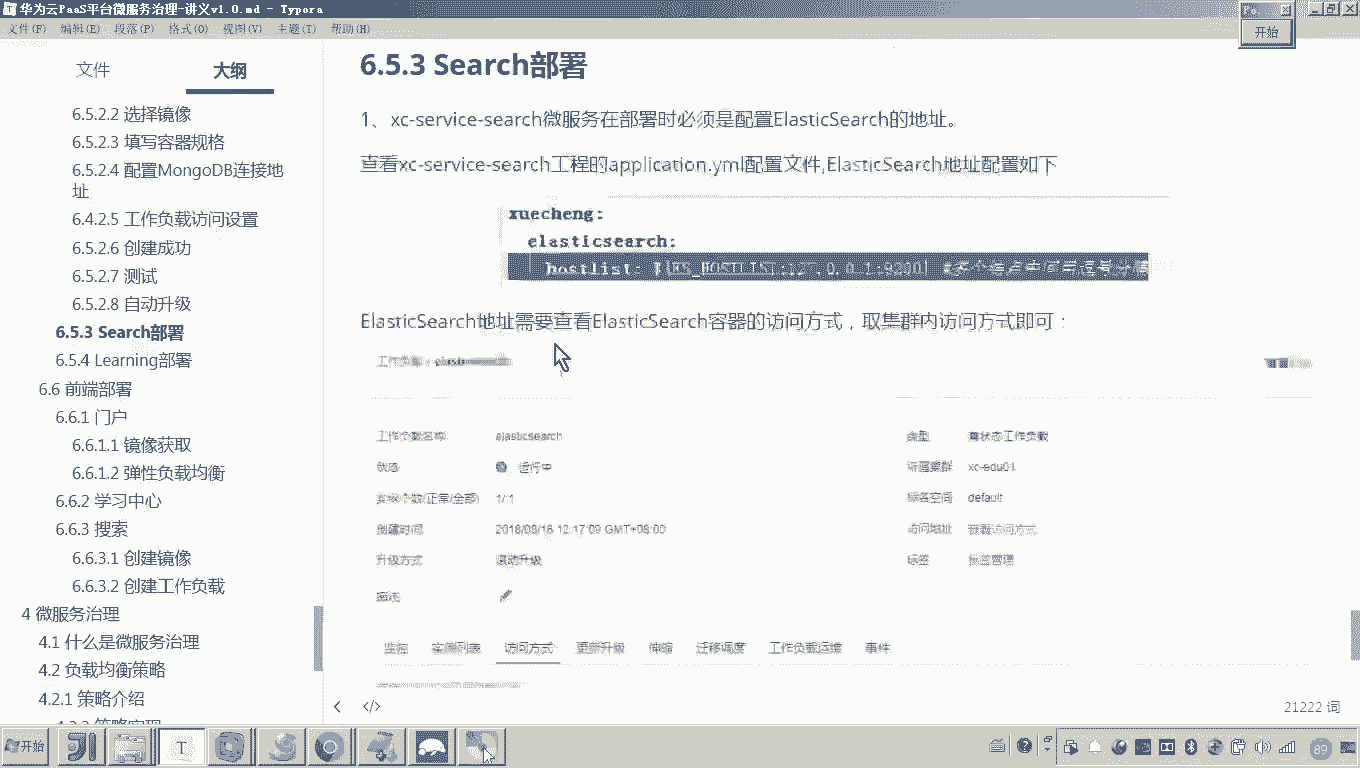 华为云PaaS平台微服务治理-讲义v1.0.md - Typora
文件(F) 编辑(E) 段落(P) 格式(O) 视图(V) 主题(T) 帮助(H)
开始
文件 大纲
6.5.2.2 选择镜像
6.5.2.3 填写容器规格
6.5.2.4 配置MongoDB连接地
址
6.4.2.5 工作负载访问设置
6.5.2.6 创建成功
6.5.2.7 测试
6.5.2.8 自动升级
6.5.3 Search部署
6.5.4 Learning部署
6.6 前端部署
6.6.1 门户
6.6.1.1 镜像获取
6.6.1.2 弹性负载均衡
6.6.2 学习中心
6.6.3 搜索
6.6.3.1 创建镜像
6.6.3.2 创建工作负载
4 微服务治理
4.1 什么是微服务治理
4.2 负载均衡策略
4.2.1 策略介绍
6.5.3 Search部署
1、xc-service-search微服务在部署时必须是配置ElasticSearch的地址。
查看xc-service-search工程的application.yml配置文件,ElasticSearch地址配置如下
xuecheng:
elasticsearch:
hostlist: ${ES_HOSTLIST:127.0.0.1:9200}
ElasticSearch地址需要查看ElasticSearch容器的访问方式，取集群内访问方式即可：
工作负载名称 elasticsearch
状态 运行中
实例个数(正常/全部) 1/1
创建时间 2018/09/16 12:17:09 GMT+08:00
升级方式 滚动升级
描述
类型 有状态工作负载
所属集群 xc-edu01
命名空间 default
访问地址 查看访问方式
标签 标签管理
监控 实例列表 访问方式 更新升级 伸缩 迁移调度 工作负载运维 事件
21222 词
开始
89